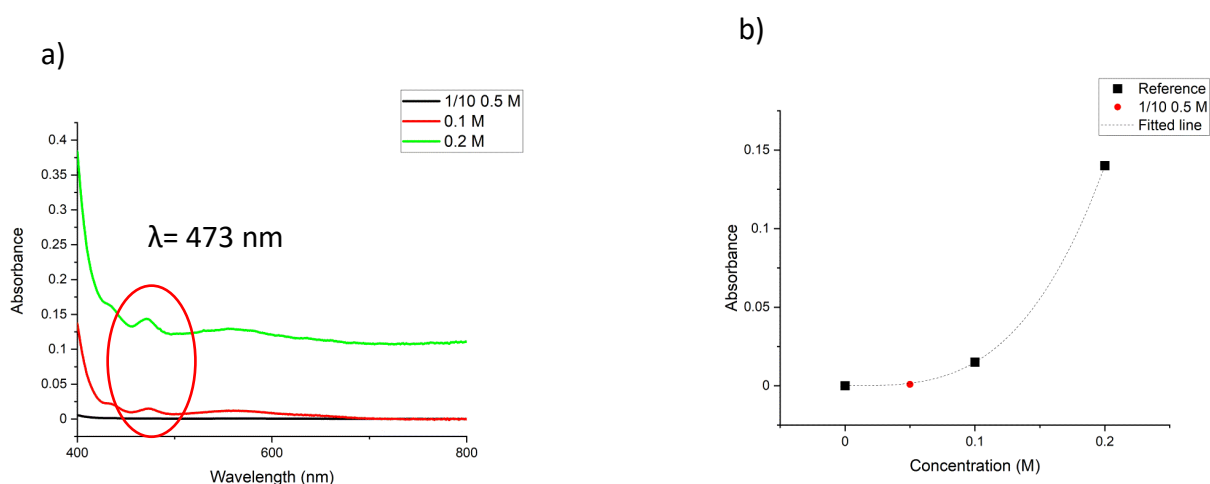 a)
1/10 0.5 M
0.1 M
0.2 M
λ= 473 nm
Absorbance
0.4
0.35
0.3
0.25
0.2
0.15
0.1
0.05
0
400
500
600
700
800
Wavelength (nm)
b)
Reference
1/10 0.5 M
Fitted line
Absorbance
0.15
0.1
0.05
0
0
0.1
0.2
Concentration (M)